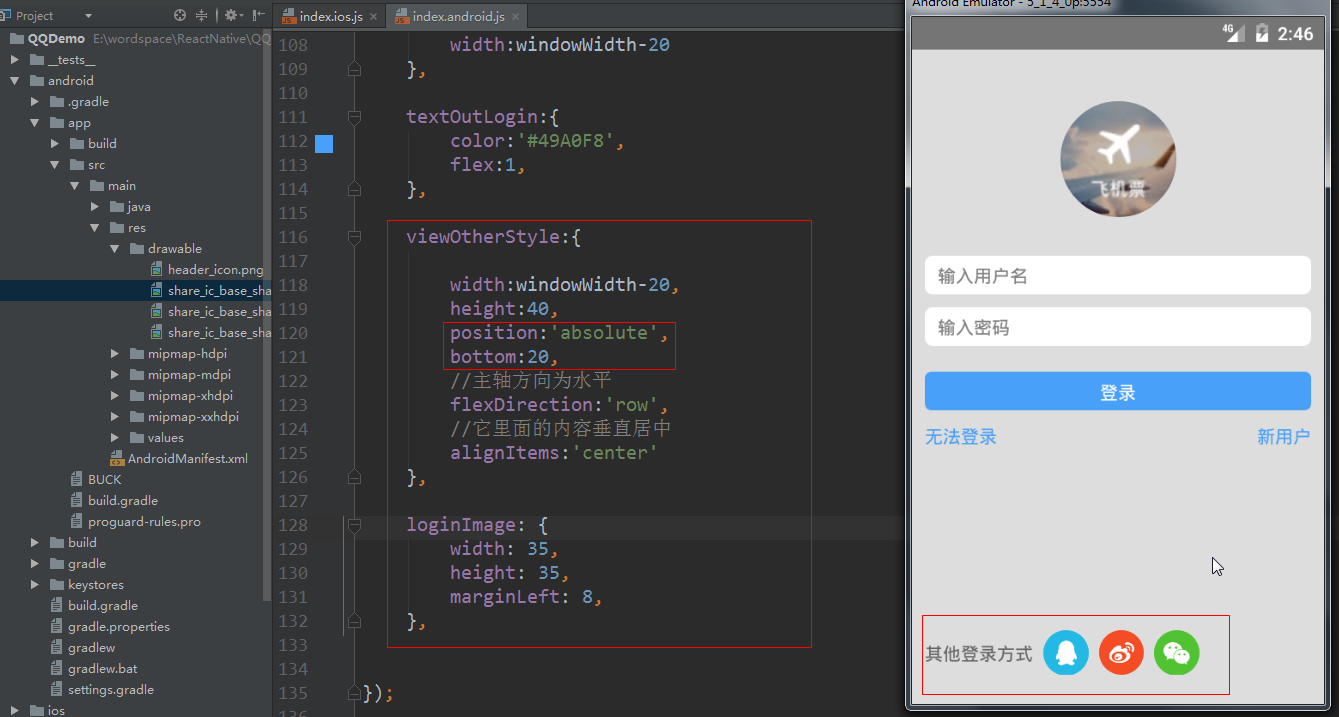 Project
QQDemo E:\wordspace\ReactNative\QQ
__tests__
android
.gradle
app
build
src
main
java
res
drawable
header_icon.png
share_ic_base_sha
share_ic_base_sha
share_ic_base_sha
mipmap-hdpi
mipmap-mdpi
mipmap-xhdpi
mipmap-xxhdpi
values
AndroidManifest.xml
BUCK
build.gradle
proguard-rules.pro
build
gradle
keystores
build.gradle
gradle.properties
gradlew
gradlew.bat
settings.gradle
ios
index.ios.js index.android.js
108 width:windowWidth-20
109 },
110
111 textOutLogin:{
112 color:'#49A0F8',
113 flex:1,
114 },
115
116 viewOtherStyle:{
117
118 width:windowWidth-20,
119 height:40,
120 position:'absolute',
121 bottom:20,
122 //主轴方向为水平
123 flexDirection:'row',
124 //它里面的内容垂直居中
125 alignItems:'center'
126 },
127
128 loginImage: {
129 width: 35,
130 height: 35,
131 marginLeft: 8,
132 },
133
134
135 });
136
Android Emulator - 5_1_4_0p:5554
4G 2:46
飞机票
输入用户名
输入密码
登录
无法登录 新用户
其他登录方式